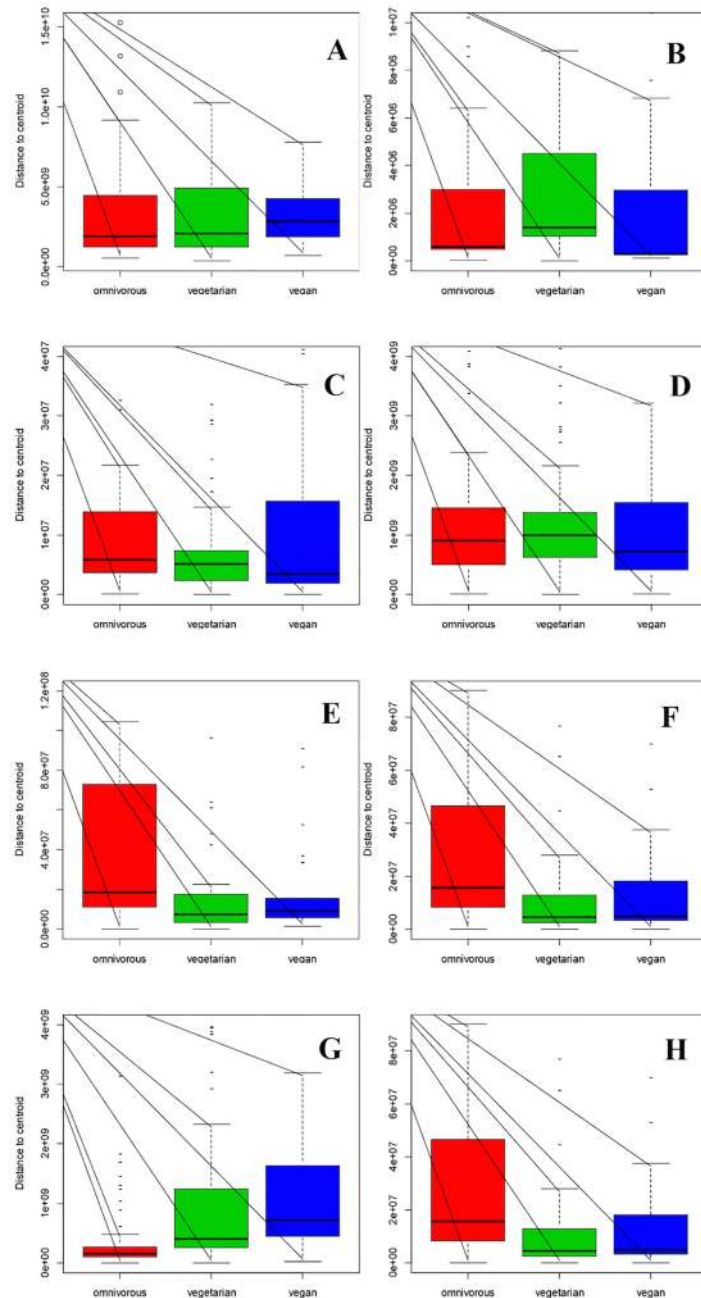 A
Distance to centroid
1.5e+10
1.0e+10
5.0e+09
0.0e+00
omnivorous vegetarian vegan
B
Distance to centroid
1e+07
8e+06
6e+06
4e+06
2e+06
0e+00
omnivorous vegetarian vegan
C
Distance to centroid
4e+07
3e+07
2e+07
1e+07
0e+00
omnivorous vegetarian vegan
D
Distance to centroid
4e+09
3e+09
2e+09
1e+09
0e+00
omnivorous vegetarian vegan
E
Distance to centroid
1.2e+08
8.0e+07
4.0e+07
0.0e+00
omnivorous vegetarian vegan
F
Distance to centroid
8e+07
6e+07
4e+07
2e+07
0e+00
omnivorous vegetarian vegan
G
Distance to centroid
4e+09
3e+09
2e+09
1e+09
0e+00
omnivorous vegetarian vegan
H
Distance to centroid
8e+07
6e+07
4e+07
2e+07
0e+00
omnivorous vegetarian vegan